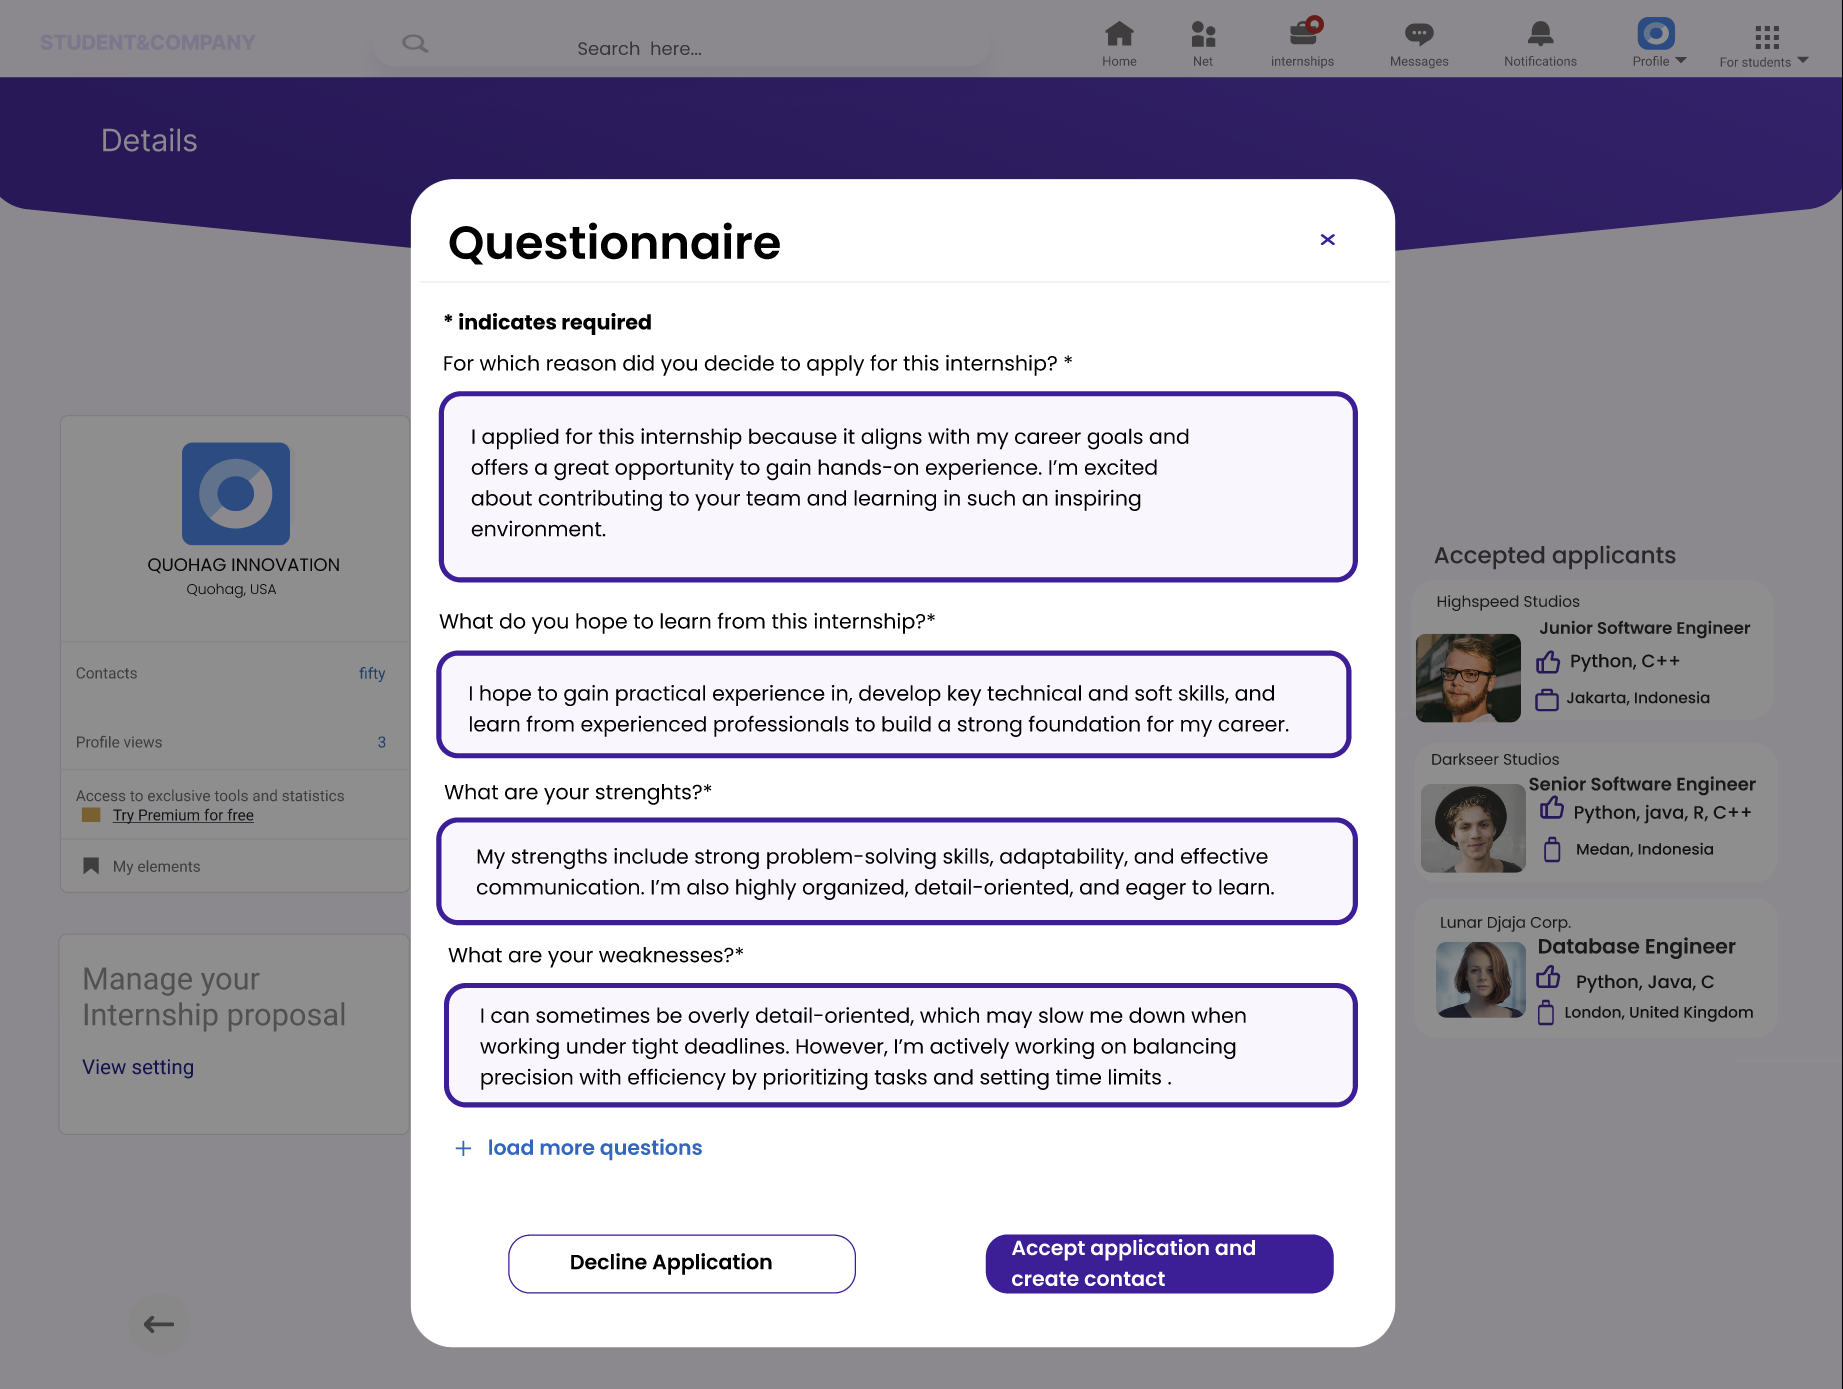 STUDENT&COMPANY
Search here...
Home
Net
internships
Messages
Notifications
Profile
For students
Details
Questionnaire
* indicates required
For which reason did you decide to apply for this internship? *
I applied for this internship because it aligns with my career goals and
offers a great opportunity to gain hands-on experience. I'm excited
about contributing to your team and learning in such an inspiring
environment.
What do you hope to learn from this internship?*
I hope to gain practical experience in, develop key technical and soft skills, and
learn from experienced professionals to build a strong foundation for my career.
What are your strenghts?*
My strengths include strong problem-solving skills, adaptability, and effective
communication. I'm also highly organized, detail-oriented, and eager to learn.
What are your weaknesses?*
I can sometimes be overly detail-oriented, which may slow me down when
working under tight deadlines. However, I'm actively working on balancing
precision with efficiency by prioritizing tasks and setting time limits .
+ load more questions
Decline Application
Accept application and
create contact
QUOHAG INNOVATION
Quohag, USA
Contacts fifty
Profile views 3
Access to exclusive tools and statistics
Try Premium for free
My elements
Manage your
Internship proposal
View setting
Accepted applicants
Highspeed Studios
Junior Software Engineer
Python, C++
Jakarta, Indonesia
Darkseer Studios
Senior Software Engineer
Python, java, R, C++
Medan, Indonesia
Lunar Djaja Corp.
Database Engineer
Python, Java, C
London, United Kingdom